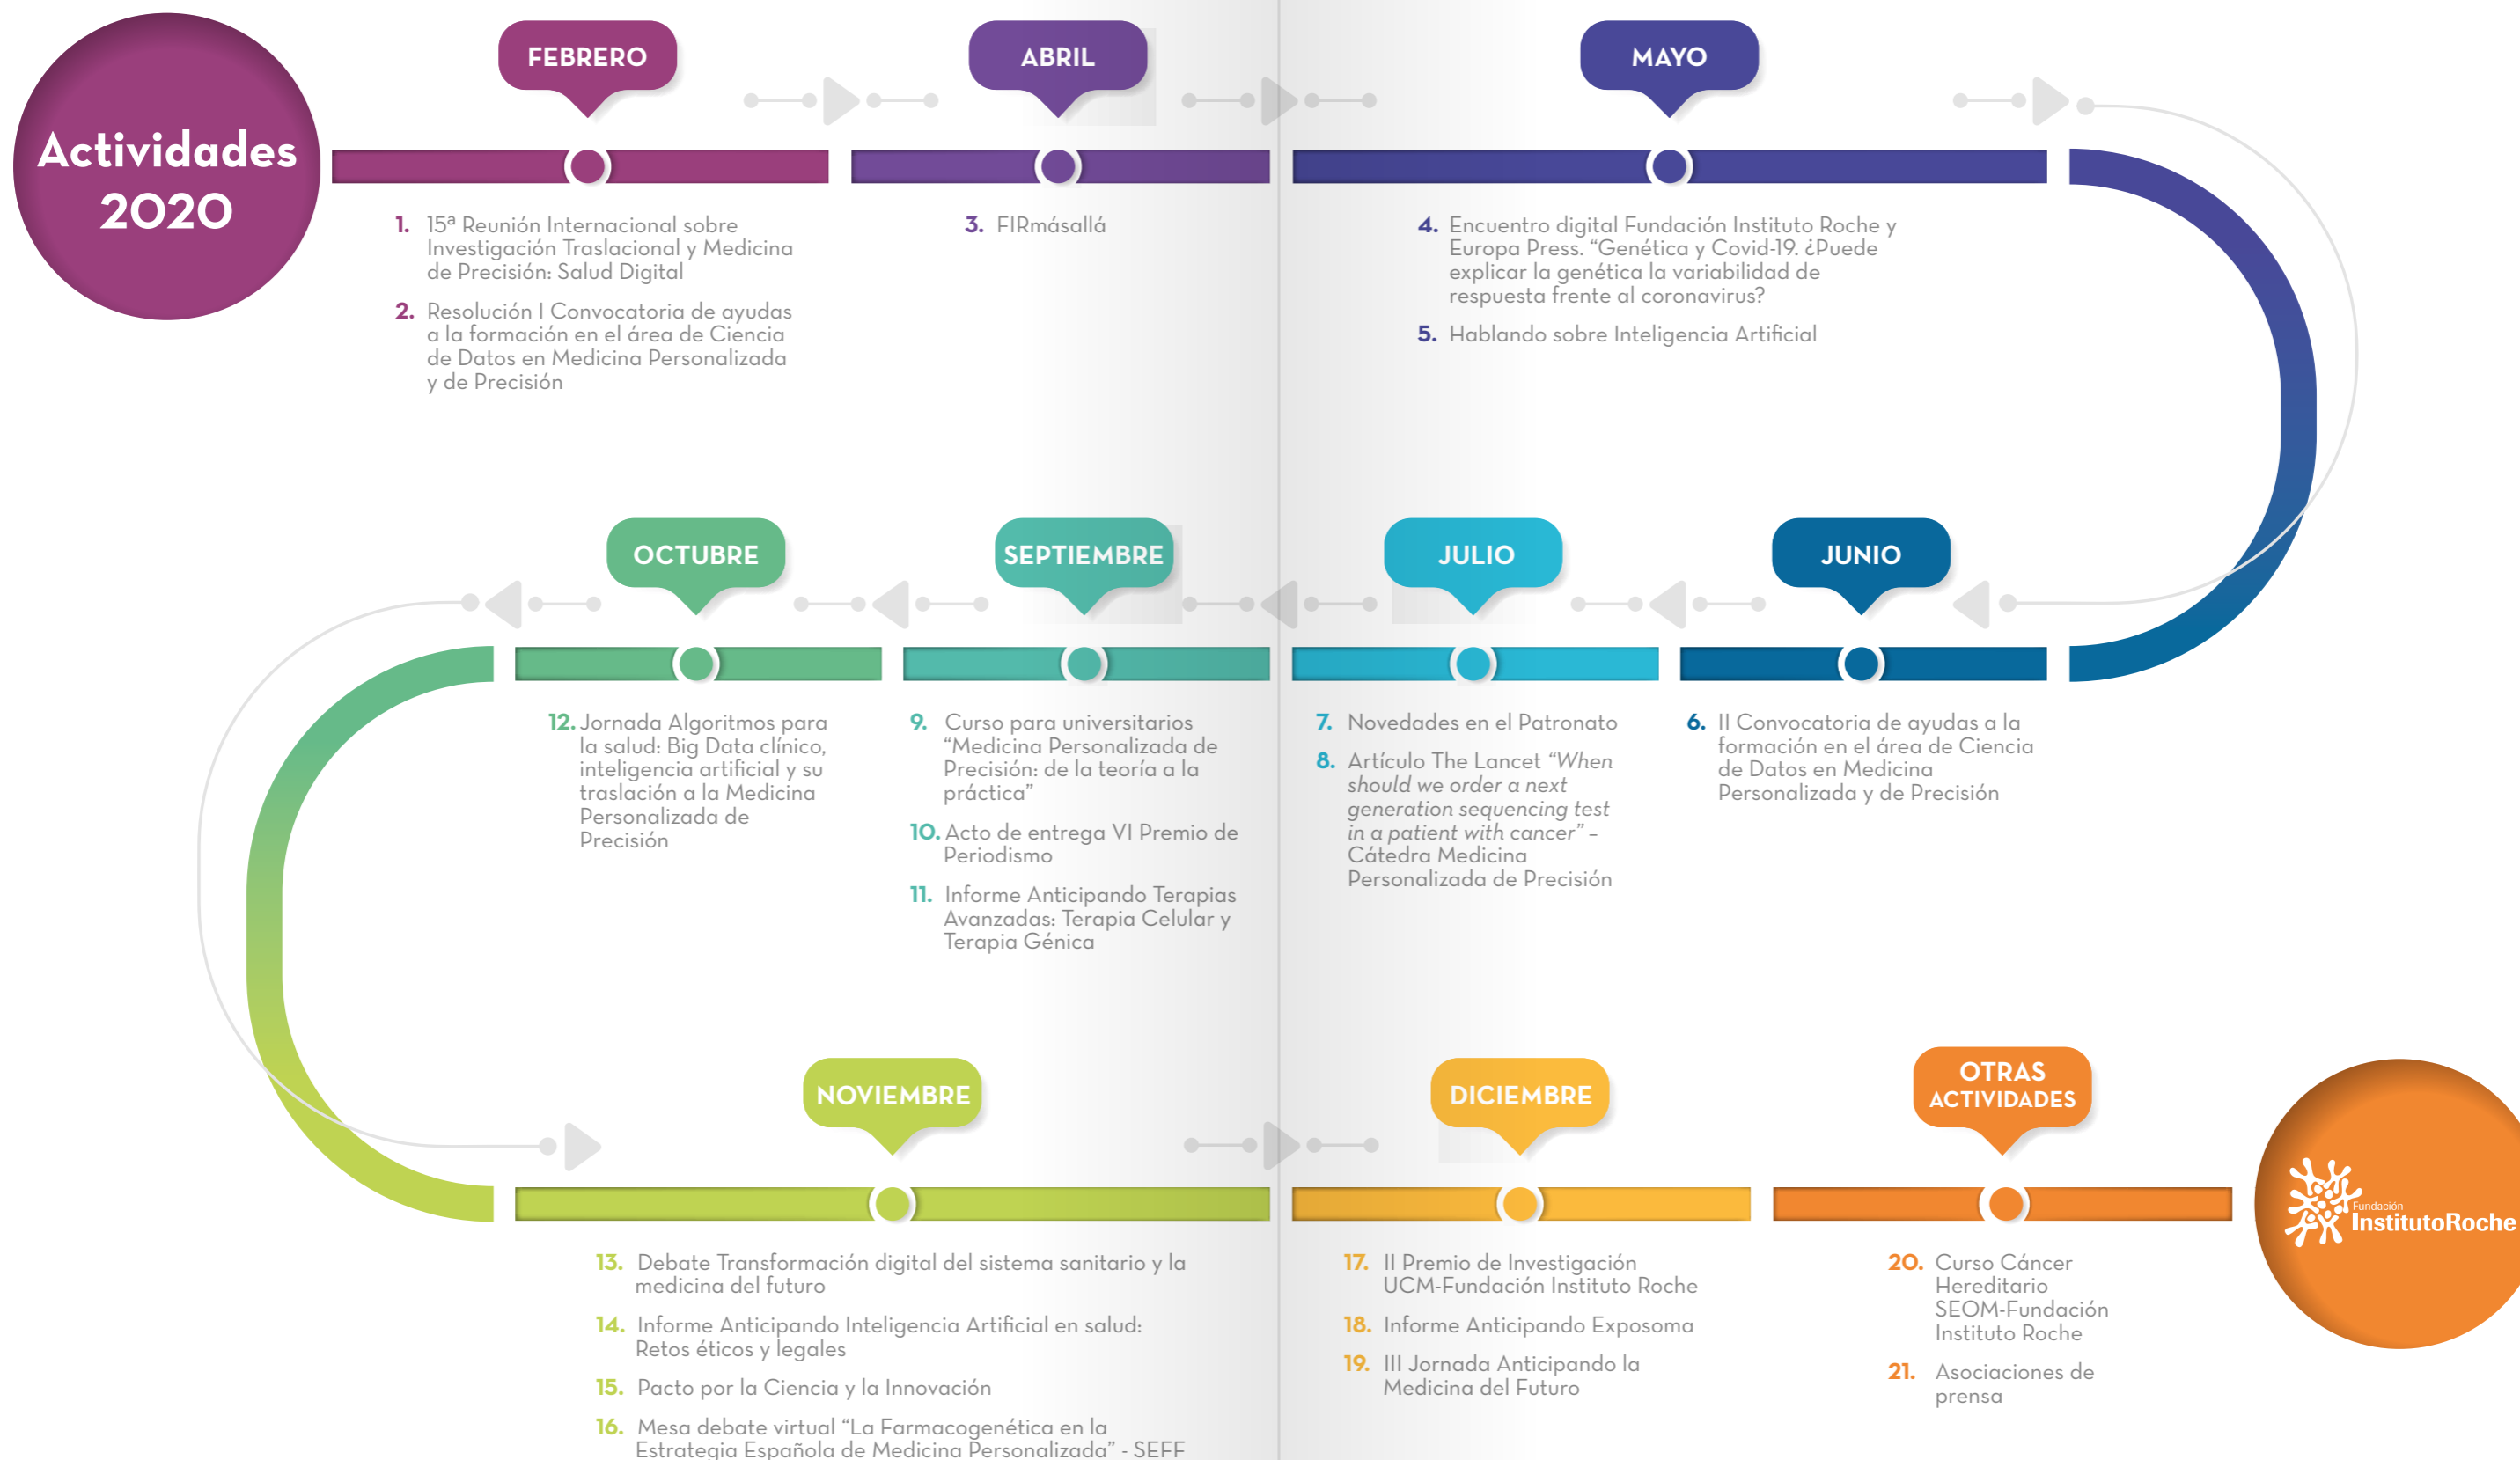 Actividades
2020
FEBRERO
1. 15ª Reunión Internacional sobre
Investigación Traslacional y Medicina
de Precisión: Salud Digital
2. Resolución I Convocatoria de ayudas
a la formación en el área de Ciencia
de Datos en Medicina Personalizada
y de Precisión
ABRIL
3. FIRmásallá
MAYO
4. Encuentro digital Fundación Instituto Roche y
Europa Press. “Genética y Covid-19. ¿Puede
explicar la genética la variabilidad de
respuesta frente al coronavirus?
5. Hablando sobre Inteligencia Artificial
JUNIO
6. II Convocatoria de ayudas a la
formación en el área de Ciencia
de Datos en Medicina
Personalizada y de Precisión
JULIO
7. Novedades en el Patronato
8. Artículo The Lancet “When
should we order a next
generation sequencing test
in a patient with cancer” –
Cátedra Medicina
Personalizada de Precisión
SEPTIEMBRE
9. Curso para universitarios
“Medicina Personalizada de
Precisión: de la teoría a la
práctica”
10. Acto de entrega VI Premio de
Periodismo
11. Informe Anticipando Terapias
Avanzadas: Terapia Celular y
Terapia Génica
OCTUBRE
12. Jornada Algoritmos para
la salud: Big Data clínico,
inteligencia artificial y su
traslación a la Medicina
Personalizada de
Precisión
NOVIEMBRE
13. Debate Transformación digital del sistema sanitario y la
medicina del futuro
14. Informe Anticipando Inteligencia Artificial en salud:
Retos éticos y legales
15. Pacto por la Ciencia y la Innovación
16. Mesa debate virtual “La Farmacogenética en la
Estrategia Española de Medicina Personalizada” - SEFF
DICIEMBRE
17. II Premio de Investigación
UCM-Fundación Instituto Roche
18. Informe Anticipando Exposoma
19. III Jornada Anticipando la
Medicina del Futuro
OTRAS
ACTIVIDADES
20. Curso Cáncer
Hereditario
SEOM-Fundación
Instituto Roche
21. Asociaciones de
prensa
Fundación
InstitutoRoche